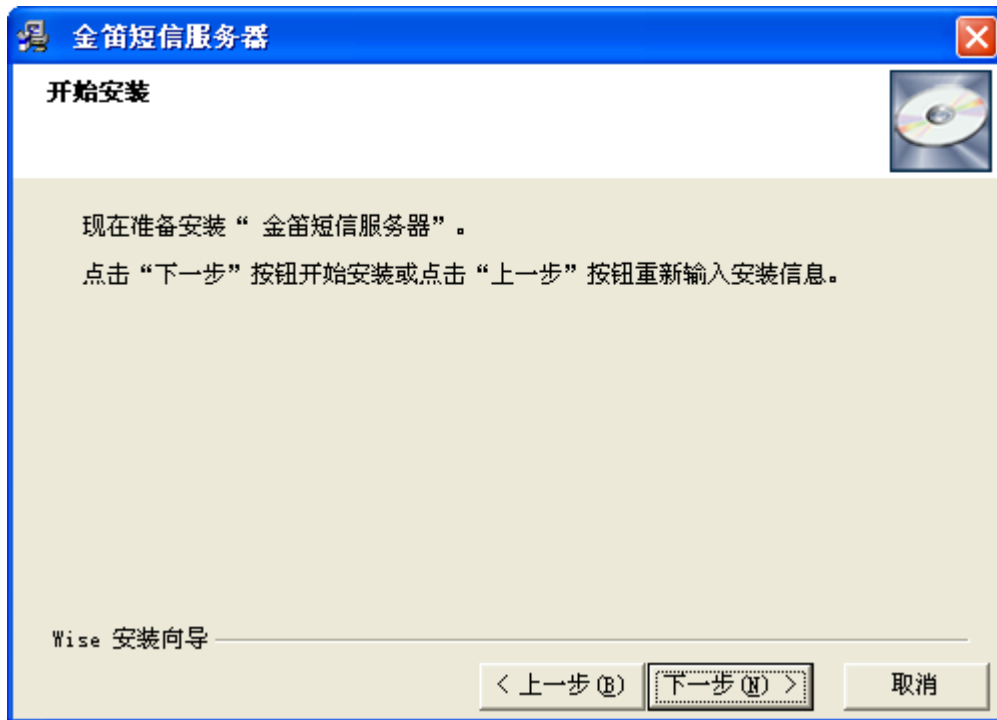 金笛短信服务器
开始安装
现在准备安装“ 金笛短信服务器”。
点击“下一步”按钮开始安装或点击“上一步”按钮重新输入安装信息。
Wise 安装向导
< 上一步(B)
下一步(N) >
取消